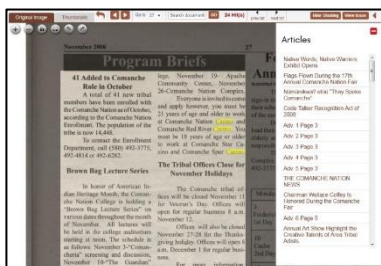 Original Image
Thumbnails
Search document
GO
24 Hit(s)
New Viewing
Articles
November 2008
27
Program Briefs
41 Added to Comanche
Role in October
A total of 41 new tribal
members have been enrolled with
the Comanche Nation as of October,
according to the Comanche Nation
Enrollment. The population of the
tribe is now 14,448.
To contact the Enrollment
Department, call (580) 492-3775,
492-4814 or 492-6282.
Brown Bag Lecture Series
In honor of American In-
dian Heritage Month, the Coman-
che Nation College is holding a
"Brown Bag Lecture Series" on
various dates throughout the month
of November. All lectures will
be held in the college auditorium
starting at noon. The schedule is
as follows: November 3-"Coman-
che" screening and discussion,
November 10-"The Guardian"
lege, November 19- Apache
Community Center, November
26-Comanche Nation Complex.
Everyone is invited to come
and apply however, you must be
21 years of age and older to work
at Comanche Nation Casino and
Comanche Red River Casino. You
must be 18 years of age or older
to work at Comanche Star Ca-
sino and Comanche Spur Casino.
The Tribal Offices Close for
November Holidays
The Comanche tribal of-
fices will be closed November 11
for Veteran's Day. Offices will
open for regular business 8 a.m.
November 12.
Offices will also be closed
November 27-28 for the Thanks-
giving holiday. Offices will open 8
a.m. December 1 for regular busi-
ness.
For more information
Native Words, Native Warriors
Exhibit Opens
Flags Flown During the 17th
Annual Comanche Nation Fair
what "They Spoke
Comanche"
Code Talker Recognition Act of
2008
Adv 1 Page 3
Adv 2 Page 3
Adv 3 Page 3
Adv 4 Page 3
Adv 5 Page 3
THE COMANCHE NATION
NEWS
Chairman Wallace Coffey is
Honored During the Comanche
Fair
Adv 6 Page 5
Annual Art Show Highlight the
Creative Talents of Area Tribal
Artists